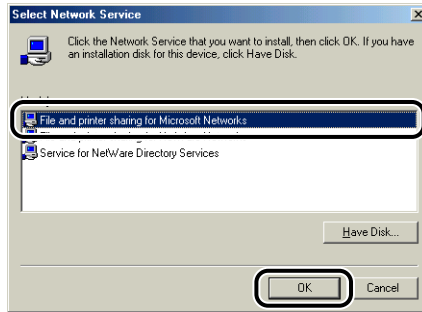 Select Network Service
Click the Network Service that you want to install, then click OK. If you have
an installation disk for this device, click Have Disk.
File and printer sharing for Microsoft Networks
Service for NetWare Directory Services
Have Disk...
OK
Cancel